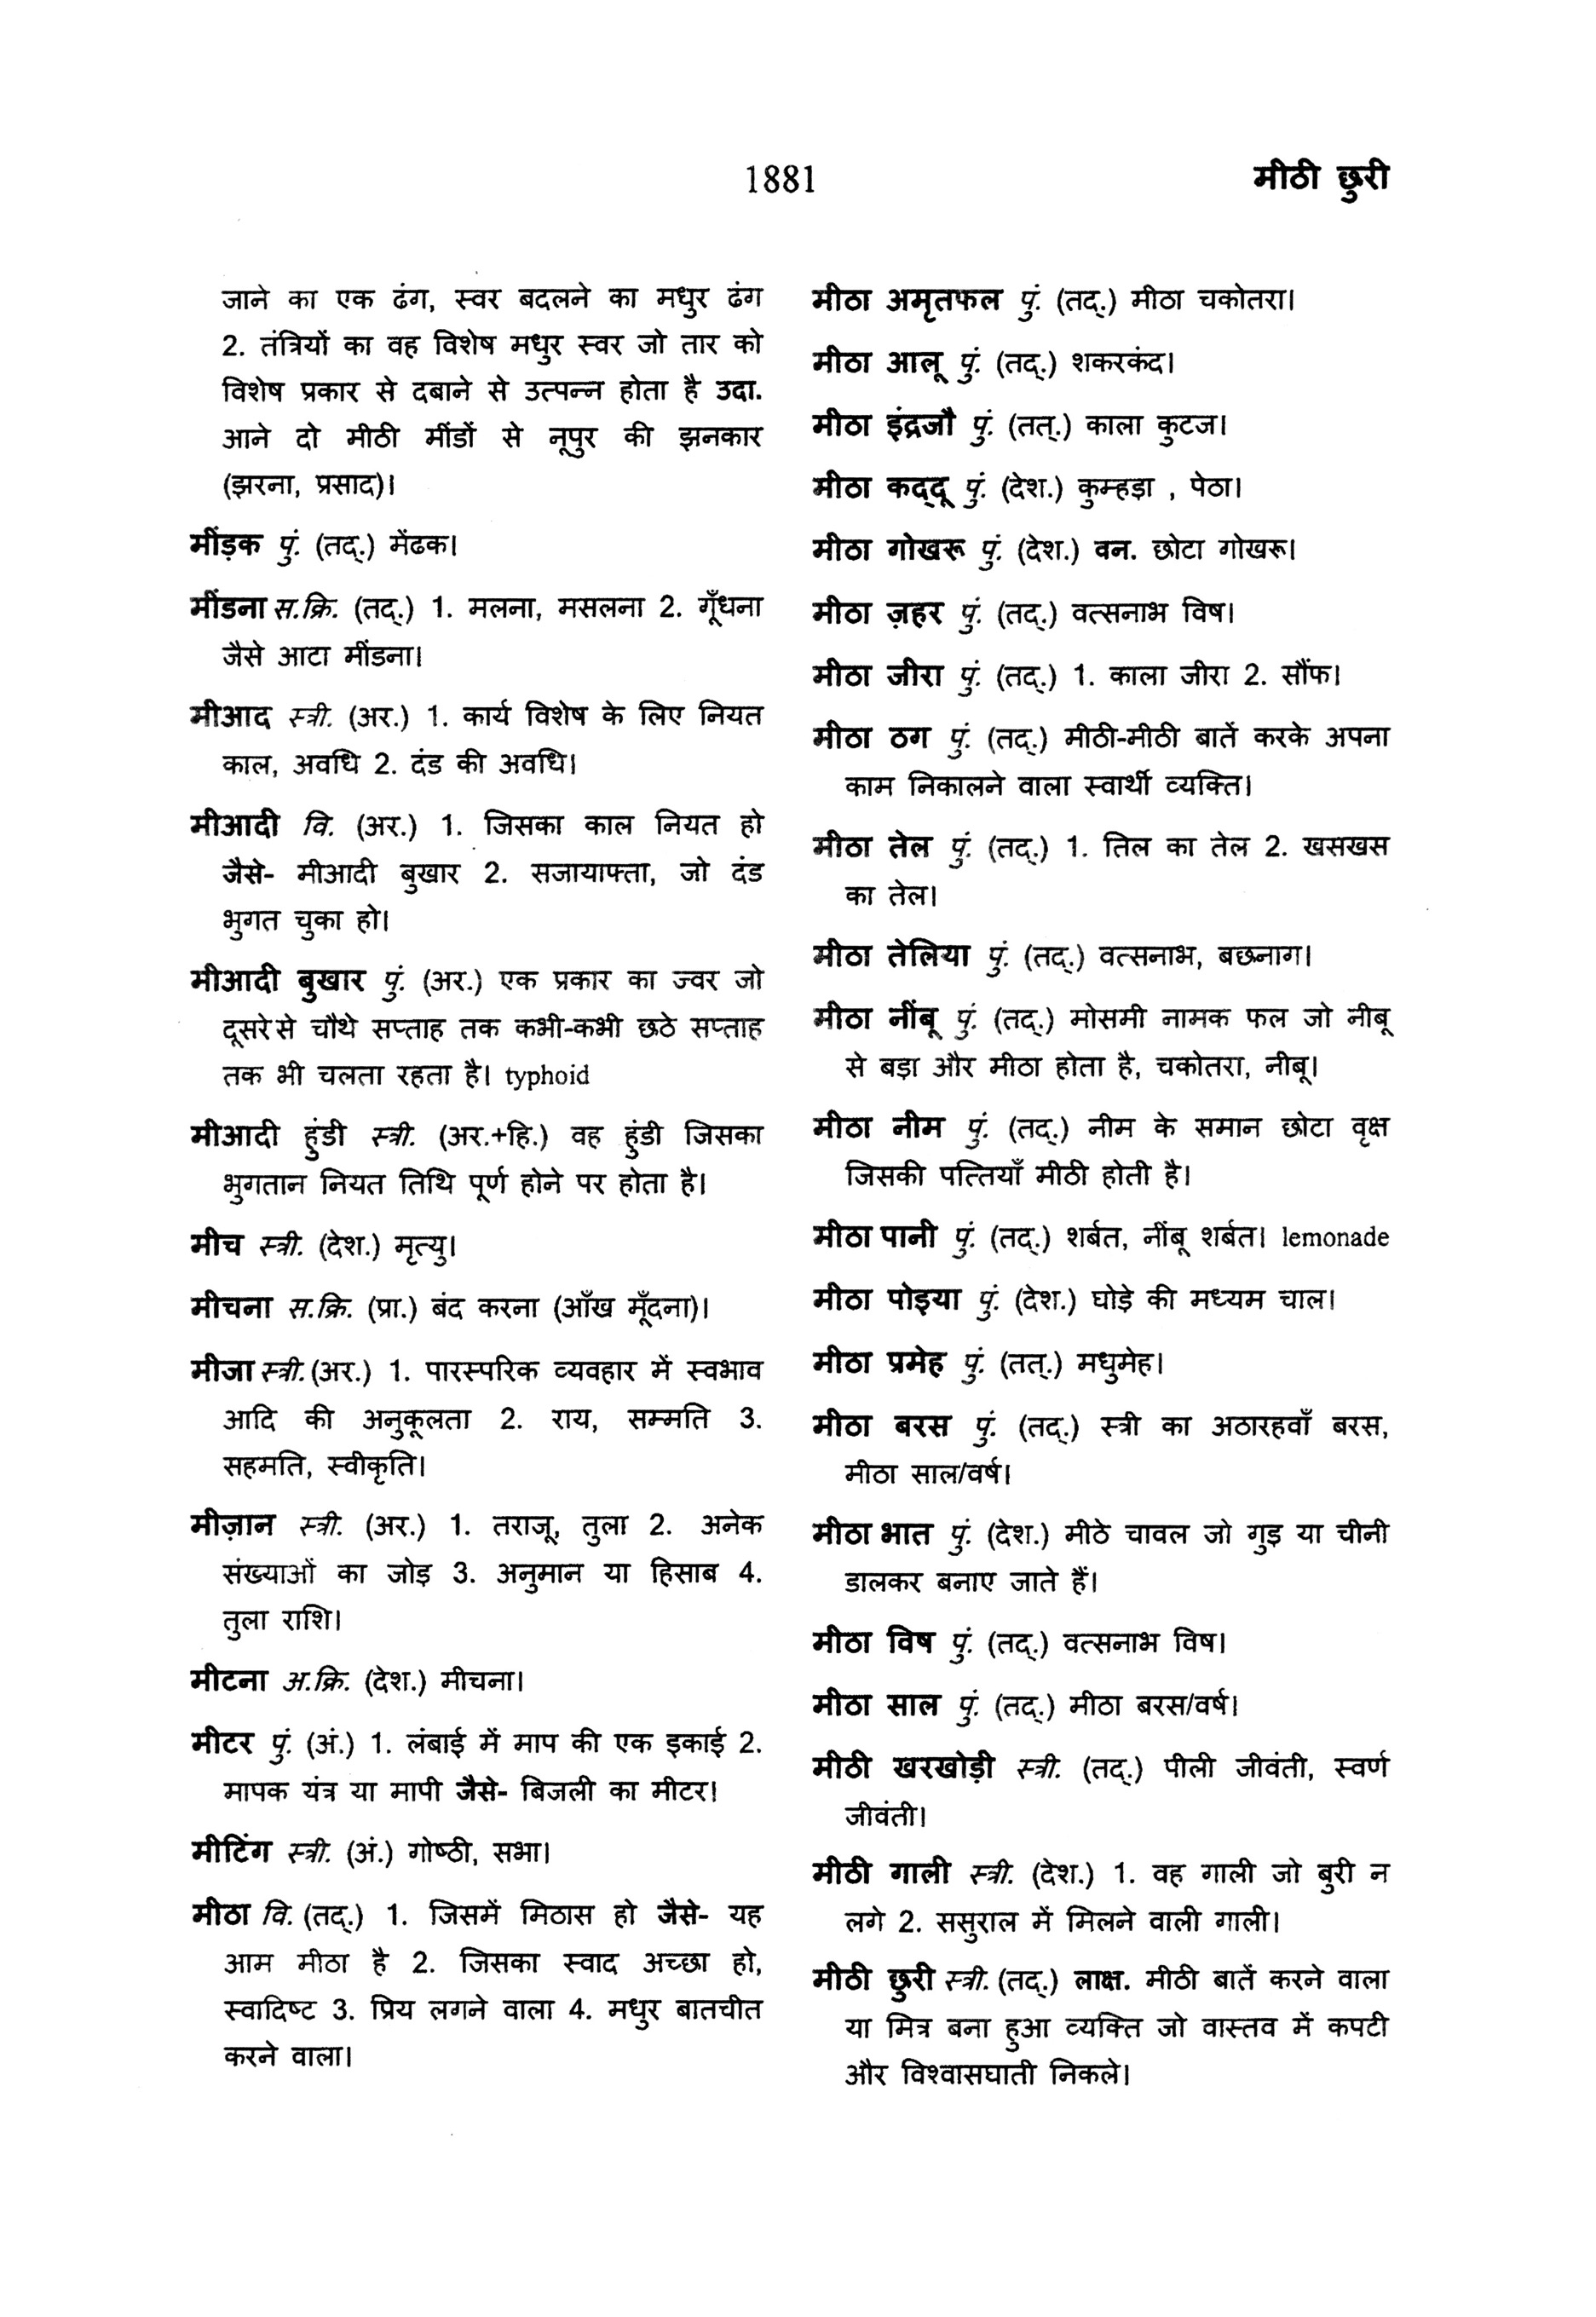 1881
मीठी छुरी
जाने का एक ढंग, स्वर बदलने का मधुर ढंग
2. तंत्रियों का वह विशेष मधुर स्वर जो तार को
विशेष प्रकार से दबाने से उत्पन्न होता है उदा.
आने दो मीठी मींडों से नूपुर की झनकार
(झरना, प्रसाद)।
मींड़क पुं. (तद्.) मेंढक।
मींडना स.क्रि. (तद्.) 1. मलना, मसलना 2. गूँधना
जैसे आटा मींडना।
मीआद स्त्री. (अर.) 1. कार्य विशेष के लिए नियत
काल, अवधि 2. दंड की अवधि।
मीआदी वि. (अर.) 1. जिसका काल नियत हो
जैसे- मीआदी बुखार 2. सजायाफ्ता, जो दंड
भुगत चुका हो।
मीआदी बुखार पुं. (अर.) एक प्रकार का ज्वर जो
दूसरे से चौथे सप्ताह तक कभी-कभी छठे सप्ताह
तक भी चलता रहता है। typhoid
मीआदी हुंडी स्त्री. (अर.+हि.) वह हुंडी जिसका
भुगतान नियत तिथि पूर्ण होने पर होता है।
मीच स्त्री. (देश.) मृत्यु।
मीचना स.क्रि. (प्रा.) बंद करना (आँख मूँदना)।
मीजा स्त्री. (अर.) 1. पारस्परिक व्यवहार में स्वभाव
आदि की अनुकूलता 2. राय, सम्मति 3.
सहमति, स्वीकृति।
मीज़ान स्त्री. (अर.) 1. तराजू, तुला 2. अनेक
संख्याओं का जोड़ 3. अनुमान या हिसाब 4.
तुला राशि।
मीटना अ.क्रि. (देश.) मीचना।
मीटर पुं. (अं.) 1. लंबाई में माप की एक इकाई 2.
मापक यंत्र या मापी जैसे- बिजली का मीटर।
मीटिंग स्त्री. (अं.) गोष्ठी, सभा।
मीठा वि. (तद्.) 1. जिसमें मिठास हो जैसे- यह
आम मीठा है 2. जिसका स्वाद अच्छा हो,
स्वादिष्ट 3. प्रिय लगने वाला 4. मधुर बातचीत
करने वाला।
मीठा अमृतफल पुं. (तद्.) मीठा चकोतरा।
मीठा आलू पुं. (तद्.) शकरकंद।
मीठा इंद्रजौ पुं. (तत्.) काला कुटज।
मीठा कद्दू पुं. (देश.) कुम्हड़ा , पेठा।
मीठा गोखरू पुं. (देश.) वन. छोटा गोखरू।
मीठा ज़हर पुं. (तद्.) वत्सनाभ विष।
मीठा जीरा पुं. (तद्.) 1. काला जीरा 2. सौंफ।
मीठा ठग पुं. (तद्.) मीठी-मीठी बातें करके अपना
काम निकालने वाला स्वार्थी व्यक्ति।
मीठा तेल पुं. (तद्.) 1. तिल का तेल 2. खसखस
का तेल।
मीठा तेलिया पुं. (तद्.) वत्सनाभ, बछनाग।
मीठा नींबू पुं. (तद्.) मोसमी नामक फल जो नीबू
से बड़ा और मीठा होता है, चकोतरा, नीबू।
मीठा नीम पुं. (तद्.) नीम के समान छोटा वृक्ष
जिसकी पत्तियाँ मीठी होती है।
मीठा पानी पुं. (तद्.) शर्बत, नींबू शर्बत। lemonade
मीठा पोइया पुं. (देश.) घोड़े की मध्यम चाल।
मीठा प्रमेह पुं. (तत्.) मधुमेह।
मीठा बरस पुं. (तद्.) स्त्री का अठारहवाँ बरस,
मीठा साल/वर्ष।
मीठा भात पुं. (देश.) मीठे चावल जो गुड़ या चीनी
डालकर बनाए जाते हैं।
मीठा विष पुं. (तद्.) वत्सनाभ विष।
मीठा साल पुं. (तद्.) मीठा बरस/वर्ष।
मीठी खरखोड़ी स्त्री. (तद्.) पीली जीवंती, स्वर्ण
जीवंती।
मीठी गाली स्त्री. (देश.) 1. वह गाली जो बुरी न
लगे 2. ससुराल में मिलने वाली गाली।
मीठी छुरी स्त्री. (तद्.) लाक्ष. मीठी बातें करने वाला
या मित्र बना हुआ व्यक्ति जो वास्तव में कपटी
और विश्वासघाती निकले।